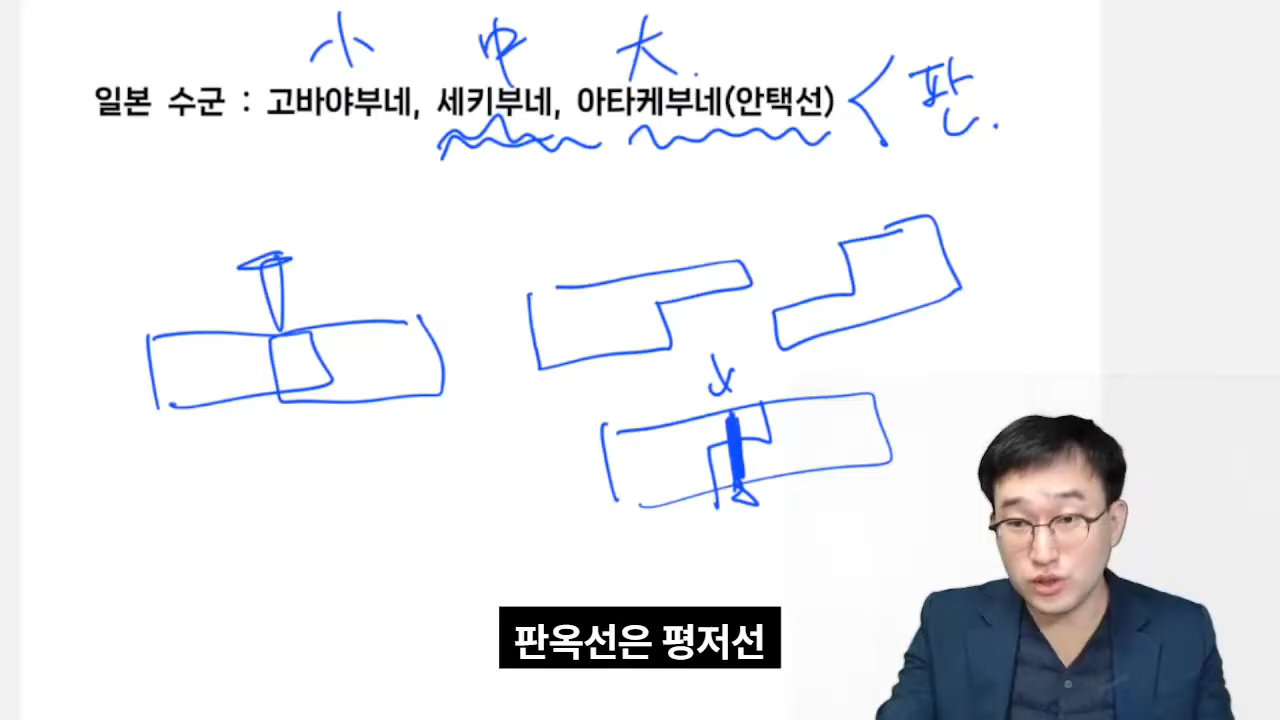 小 中 大.
일본 수군 : 고바야부네, 세키부네, 아타케부네(안택선) < 판.
판옥선은 평저선